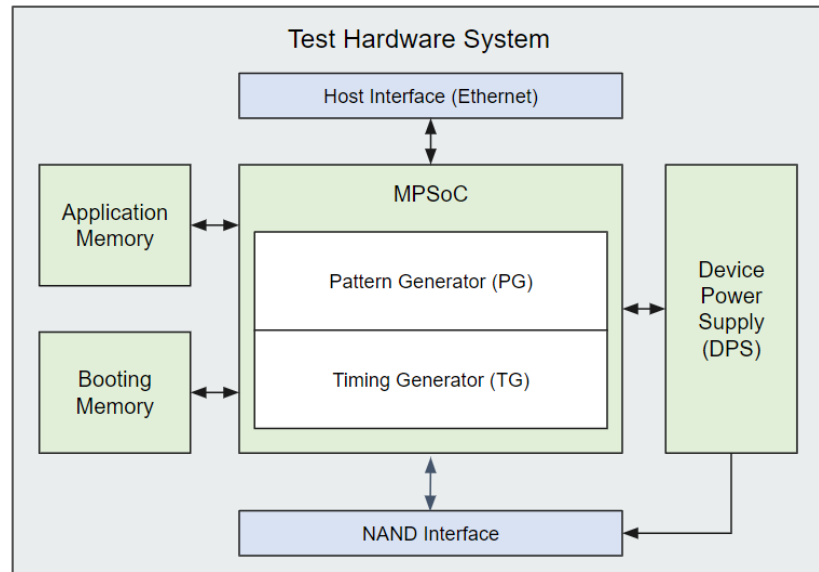 Test Hardware System
Host Interface (Ethernet)
Application
Memory
MPSoC
Pattern Generator (PG)
Device
Power
Supply
(DPS)
Booting
Memory
Timing Generator (TG)
NAND Interface